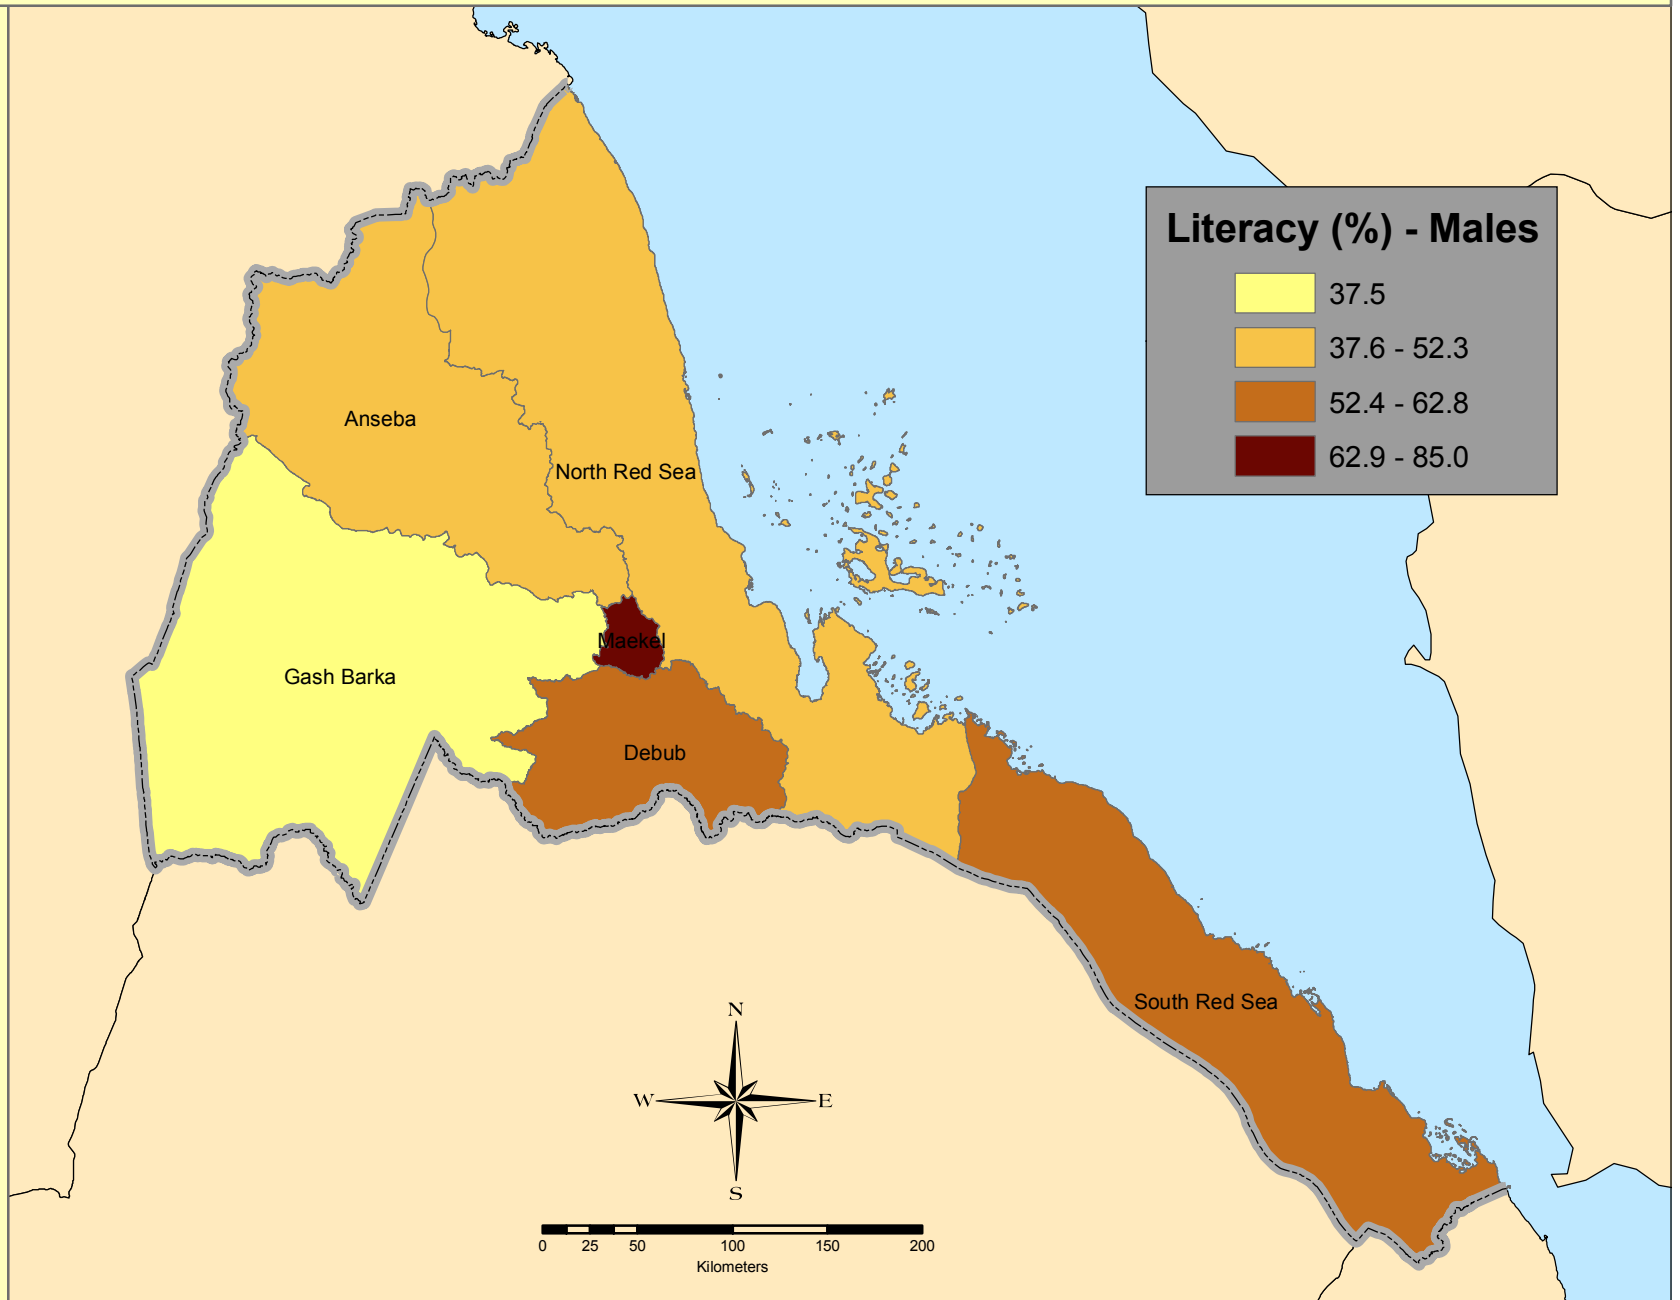 Literacy (%) - Males
37.5
37.6 - 52.3
52.4 - 62.8
62.9 - 85.0
Anseba
North Red Sea
Maekel
Gash Barka
Debub
South Red Sea
N
W
E
S
0 25 50 100 150 200
Kilometers